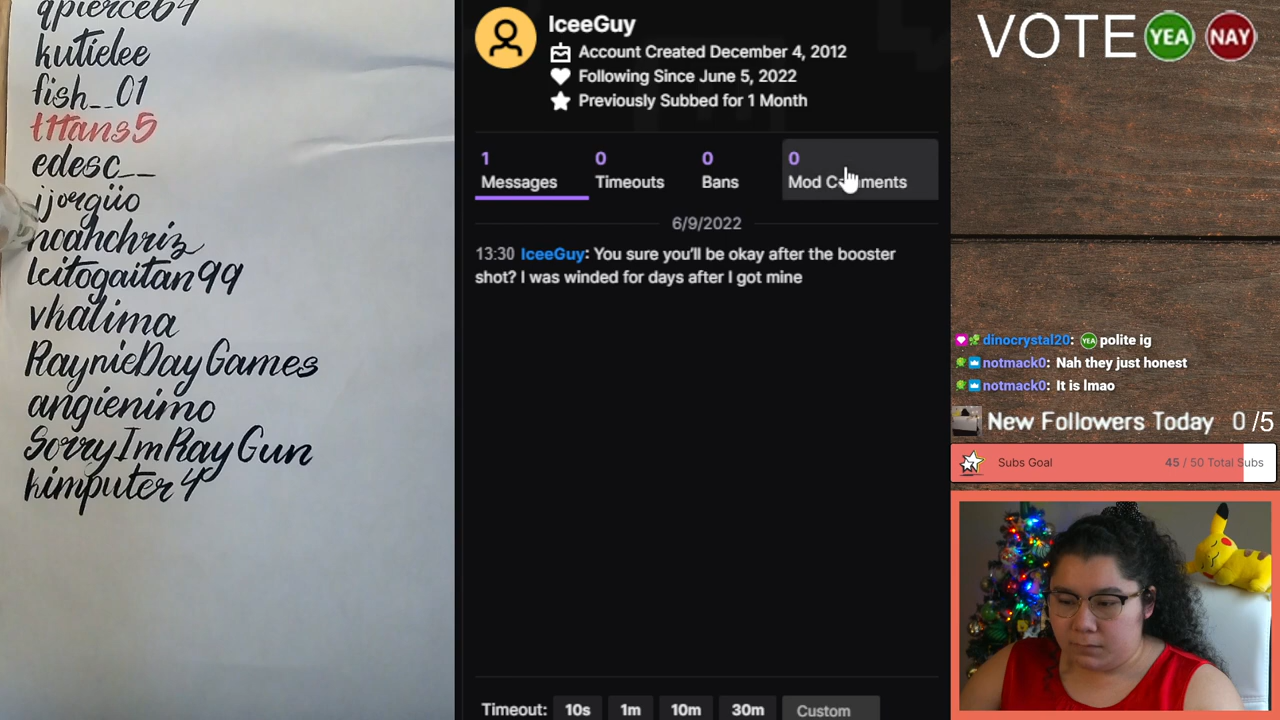 qpierce64
kutielee
fish__01
t1tans5
edesc__
jjorgüo
noahchriz
leitogaitan99
vhalima
RaynieDayGames
angienimo
SorryImRayGun
kimputer4
IceeGuy
Account Created December 4, 2012
Following Since June 5, 2022
Previously Subbed for 1 Month
1 0 0 0
Messages Timeouts Bans Mod Comments
6/9/2022
13:30 IceeGuy: You sure you'll be okay after the booster
shot? I was winded for days after I got mine
Timeout: 10s 1m 10m 30m Custom
VOTE YEA NAY
dinocrystal20: YEA polite ig
notmack0: Nah they just honest
notmack0: It is lmao
New Followers Today 0 /5
Subs Goal 45 / 50 Total Subs